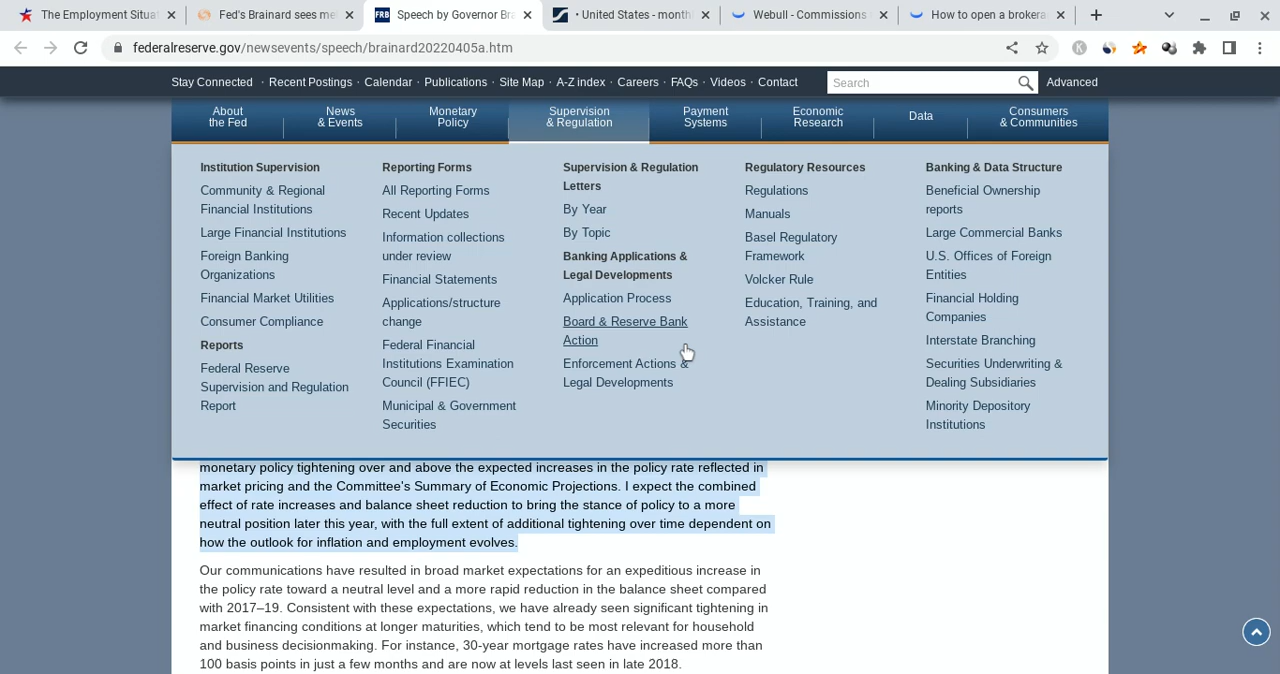 The Employment Situat
Fed's Brainard sees me
FRB
Speech by Governor Bra
· United States - month
Webull - Commissions
How to open a brokera
federalreserve.gov/newsevents/speech/brainard20220405a.htm
K
Stay Connected · Recent Postings · Calendar · Publications · Site Map · A-Z index · Careers · FAQs · Videos · Contact
Search
Advanced
About
the Fed
News
& Events
Monetary
Policy
Supervision
& Regulation
Payment
Systems
Economic
Research
Data
Consumers
& Communities
Institution Supervision
Community & Regional
Financial Institutions
Large Financial Institutions
Foreign Banking
Organizations
Financial Market Utilities
Consumer Compliance
Reports
Federal Reserve
Supervision and Regulation
Report
Reporting Forms
All Reporting Forms
Recent Updates
Information collections
under review
Financial Statements
Applications/structure
change
Federal Financial
Institutions Examination
Council (FFIEC)
Municipal & Government
Securities
Supervision & Regulation
Letters
By Year
By Topic
Banking Applications &
Legal Developments
Application Process
Board & Reserve Bank
Action
Enforcement Actions &
Legal Developments
Regulatory Resources
Regulations
Manuals
Basel Regulatory
Framework
Volcker Rule
Education, Training, and
Assistance
Banking & Data Structure
Beneficial Ownership
reports
Large Commercial Banks
U.S. Offices of Foreign
Entities
Financial Holding
Companies
Interstate Branching
Securities Underwriting &
Dealing Subsidiaries
Minority Depository
Institutions
monetary policy tightening over and above the expected increases in the policy rate reflected in
market pricing and the Committee's Summary of Economic Projections. I expect the combined
effect of rate increases and balance sheet reduction to bring the stance of policy to a more
neutral position later this year, with the full extent of additional tightening over time dependent on
how the outlook for inflation and employment evolves.
Our communications have resulted in broad market expectations for an expeditious increase in
the policy rate toward a neutral level and a more rapid reduction in the balance sheet compared
with 2017–19. Consistent with these expectations, we have already seen significant tightening in
market financing conditions at longer maturities, which tend to be most relevant for household
and business decisionmaking. For instance, 30-year mortgage rates have increased more than
100 basis points in just a few months and are now at levels last seen in late 2018.